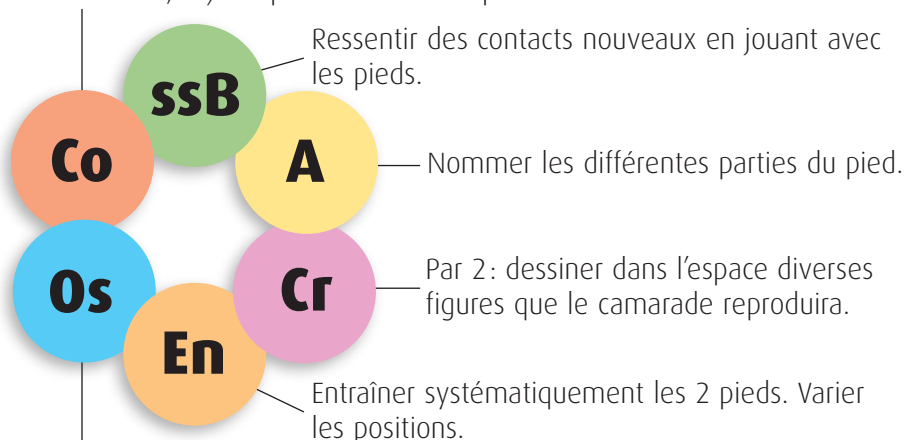 Ressentir des contacts nouveaux en jouant avec
les pieds.
ssB
Co
A
Nommer les différentes parties du pied.
Os
Cr
Par 2 : dessiner dans l’espace diverses
figures que le camarade reproduira.
En
Entraîner systématiquement les 2 pieds. Varier
les positions.